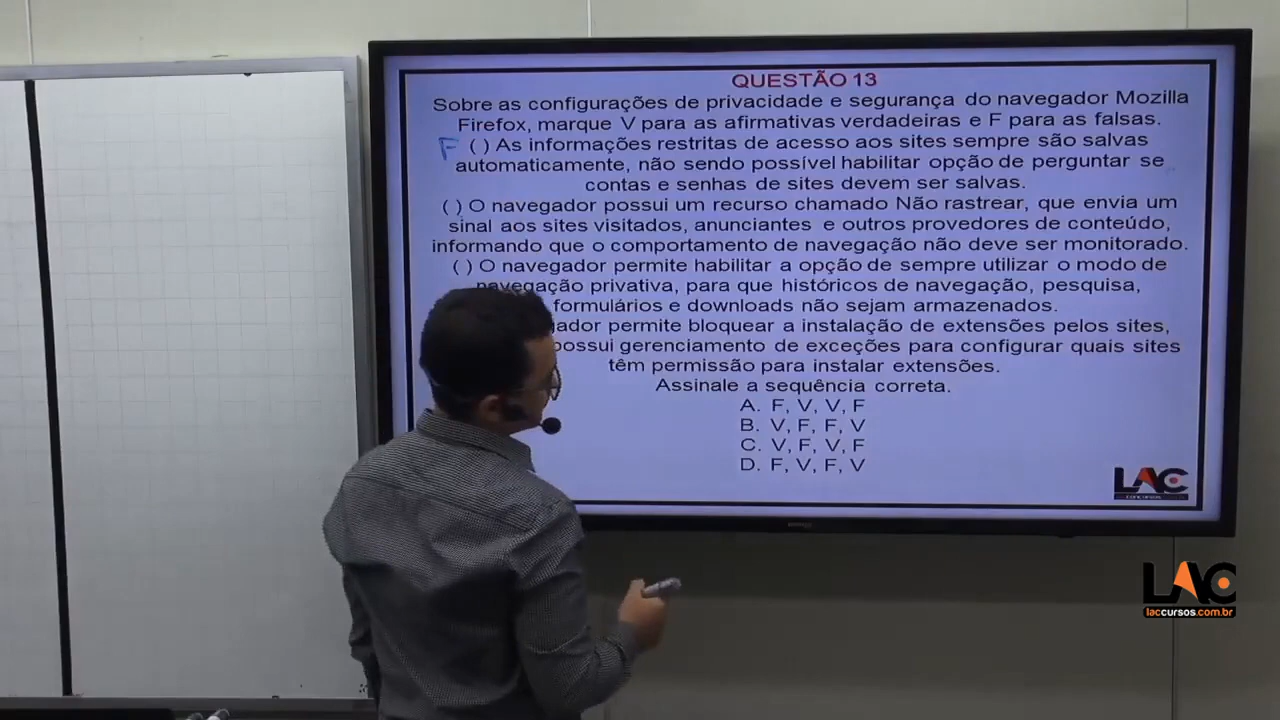 QUESTÃO 13
Sobre as configurações de privacidade e segurança do navegador Mozilla
Firefox, marque V para as afirmativas verdadeiras e F para as falsas.
F ( ) As informações restritas de acesso aos sites sempre são salvas
automaticamente, não sendo possível habilitar opção de perguntar se
contas e senhas de sites devem ser salvas.
( ) O navegador possui um recurso chamado Não rastrear, que envia um
sinal aos sites visitados, anunciantes e outros provedores de conteúdo,
informando que o comportamento de navegação não deve ser monitorado.
( ) O navegador permite habilitar a opção de sempre utilizar o modo de
navegação privativa, para que históricos de navegação, pesquisa,
formulários e downloads não sejam armazenados.
permite bloquear a instalação de extensões pelos sites,
possui gerenciamento de exceções para configurar quais sites
têm permissão para instalar extensões.
Assinale a sequência correta.
A. F, V, V, F
B. V, F, F, V
C. V, F, V, F
D. F, V, F, V
LAC
CONCURSOS
LAC
laccursos.com.br